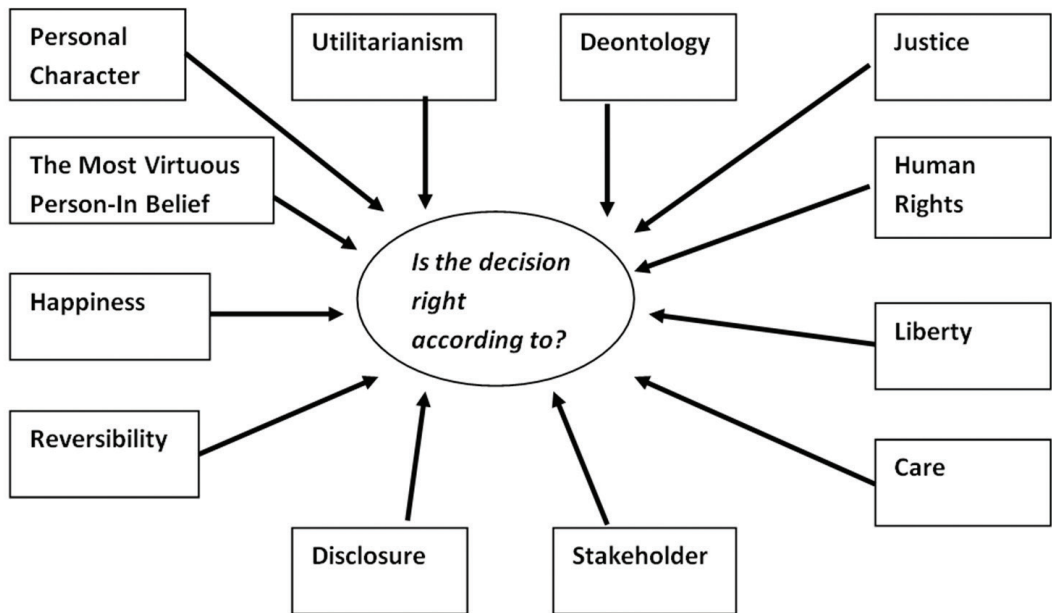 Personal
Character
Utilitarianism
Deontology
Justice
The Most Virtuous
Person-In Belief
Human
Rights
Is the decision
right
according to?
Happiness
Liberty
Reversibility
Care
Disclosure
Stakeholder